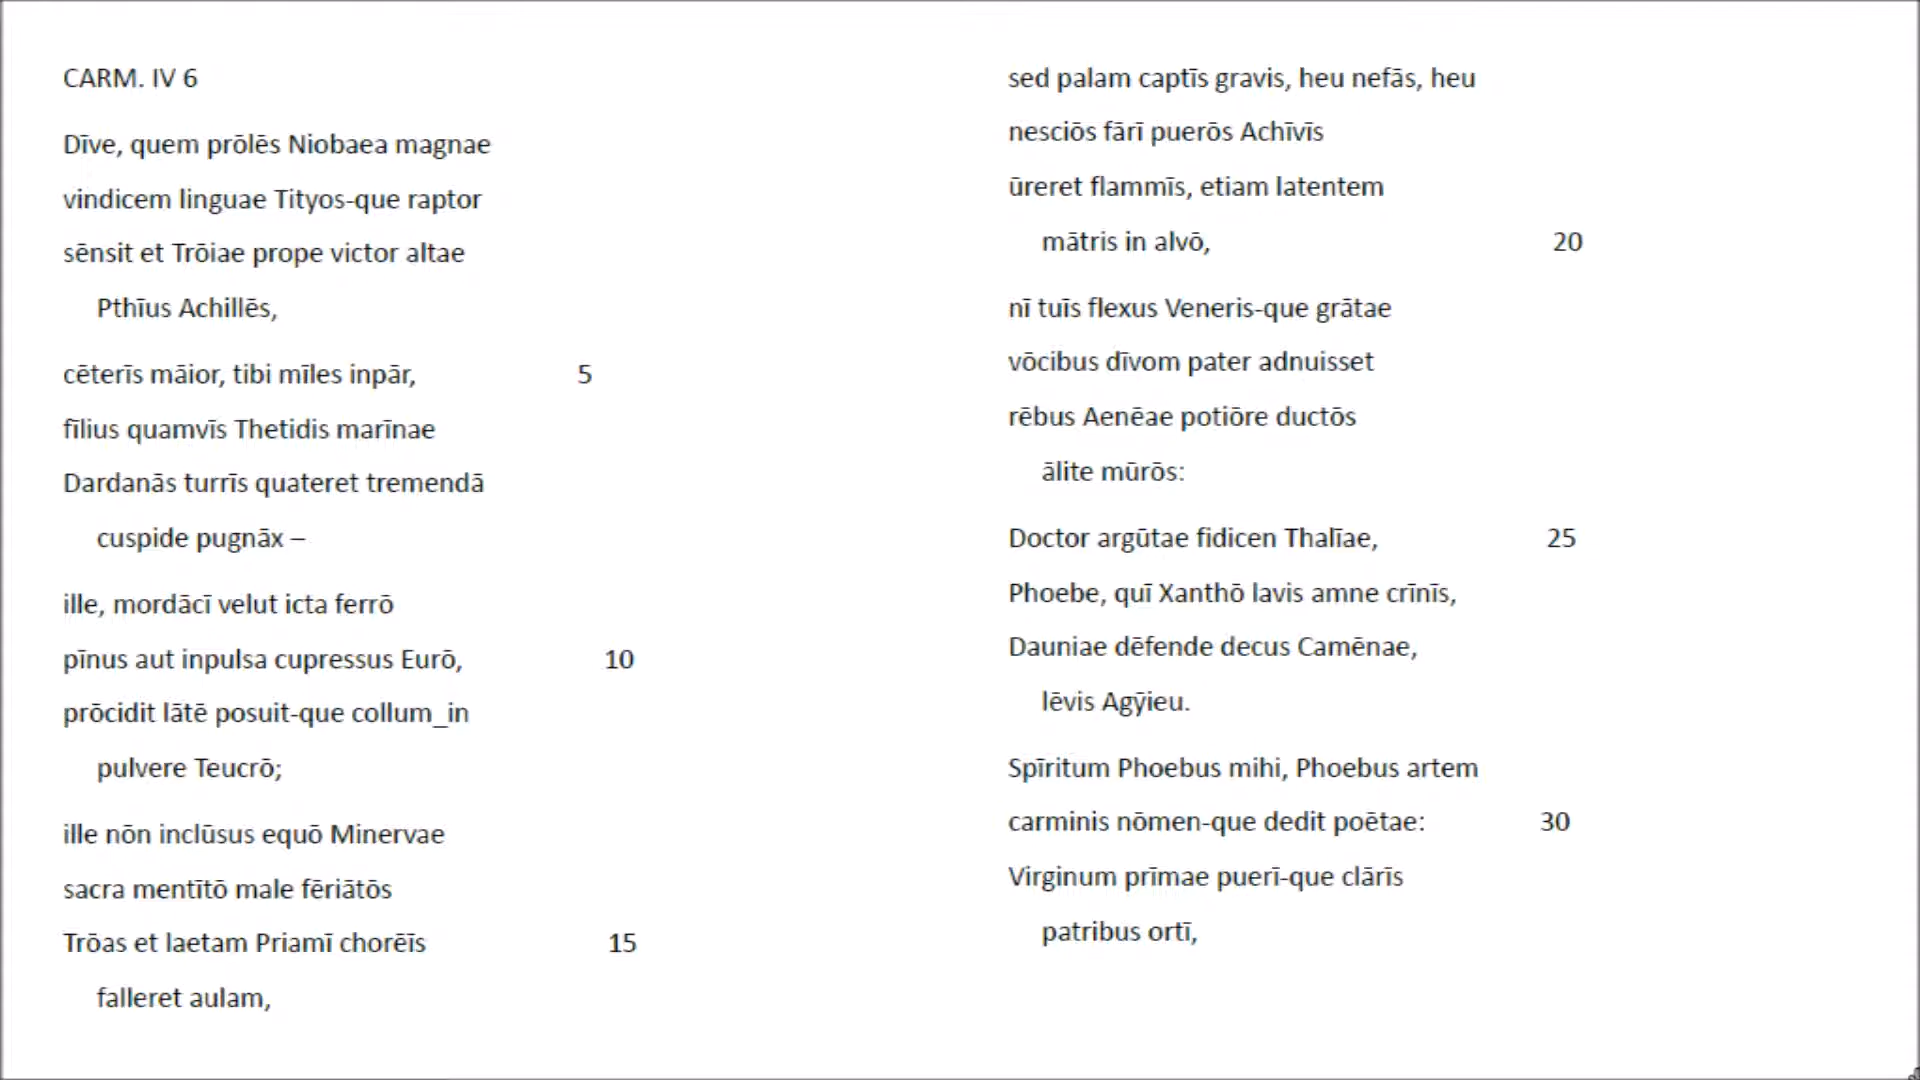 CARM. IV 6
Dīve, quem prōlēs Niobaea magnae
vindicem linguae Tityos-que raptor
sēnsit et Trōiae prope victor altae
Pthīus Achillēs,
cēterīs māior, tibi mīles inpār, 5
fīlius quamvīs Thetidis marīnae
Dardanās turrīs quateret tremendā
cuspide pugnāx –
ille, mordācī velut icta ferrō
pīnus aut inpulsa cupressus Eurō, 10
prōcidit lātē posuit-que collum_in
pulvere Teucrō;
ille nōn inclūsus equō Minervae
sacra mentītō male fēriātōs
Trōas et laetam Priamī chorēīs 15
falleret aulam,
sed palam captīs gravis, heu nefās, heu
nesciōs fārī puerōs Achīvīs
ūreret flammīs, etiam latentem
mātris in alvō, 20
nī tuīs flexus Veneris-que grātae
vōcibus dīvom pater adnuisset
rēbus Aenēae potiōre ductōs
ālite mūrōs:
Doctor argūtae fidicen Thalīae, 25
Phoebe, quī Xanthō lavis amne crīnīs,
Dauniae dēfende decus Camēnae,
lēvis Agȳieu.
Spīritum Phoebus mihi, Phoebus artem
carminis nōmen-que dedit poētae: 30
Virginum prīmae puerī-que clārīs
patribus ortī,